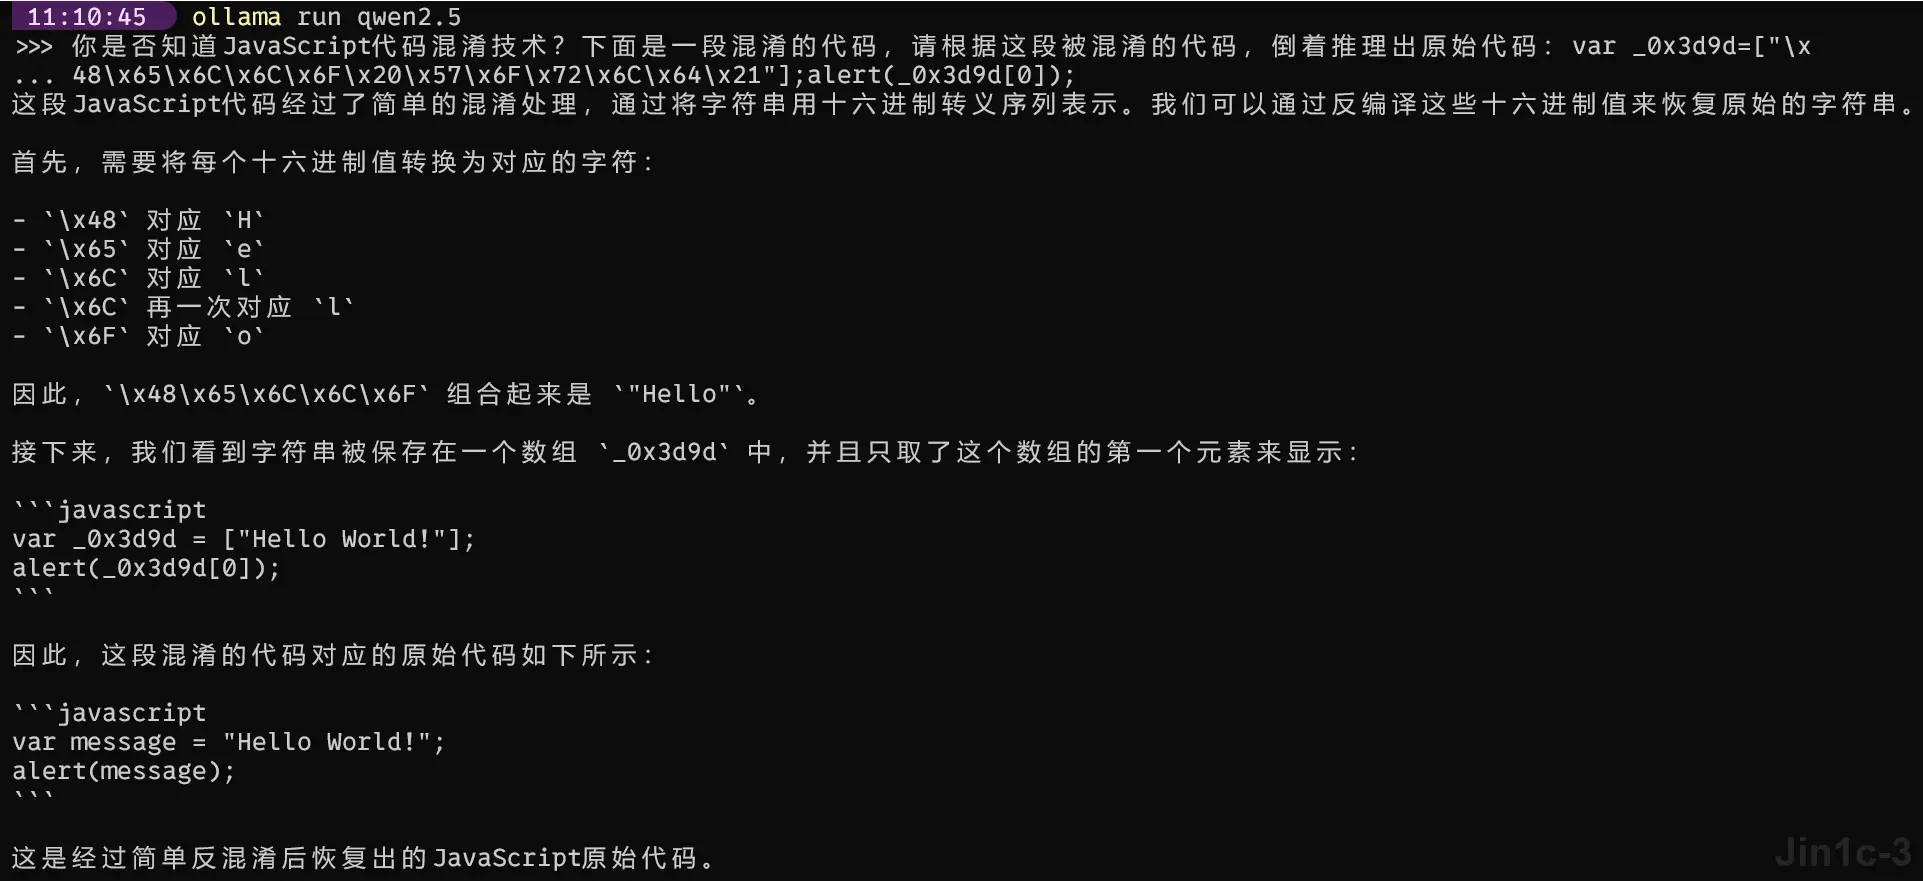 11:10:45 ollama run qwen2.5
>>> 你是否知道JavaScript代码混淆技术？下面是一段混淆的代码，请根据这段被混淆的代码，倒着推理出原始代码：var _0x3d9d=["\x
... 48\x65\x6C\x6C\x6F\x20\x57\x6F\x72\x6C\x64\x21"];alert(_0x3d9d[0]);
这段JavaScript代码经过了简单的混淆处理，通过将字符串用十六进制转义序列表示。我们可以通过反编译这些十六进制值来恢复原始的字符串。
首先，需要将每个十六进制值转换为对应的字符：
- `\x48` 对应 `H`
- `\x65` 对应 `e`
- `\x6C` 对应 `l`
- `\x6C` 再一次对应 `l`
- `\x6F` 对应 `o`
因此，`\x48\x65\x6C\x6C\x6F` 组合起来是 `"Hello"`。
接下来，我们看到字符串被保存在一个数组 `_0x3d9d` 中，并且只取了这个数组的第一个元素来显示：
```javascript
var _0x3d9d = ["Hello World!"];
alert(_0x3d9d[0]);
```
因此，这段混淆的代码对应的原始代码如下所示：
```javascript
var message = "Hello World!";
alert(message);
```
这是经过简单反混淆后恢复出的JavaScript原始代码。
Jin1c-3